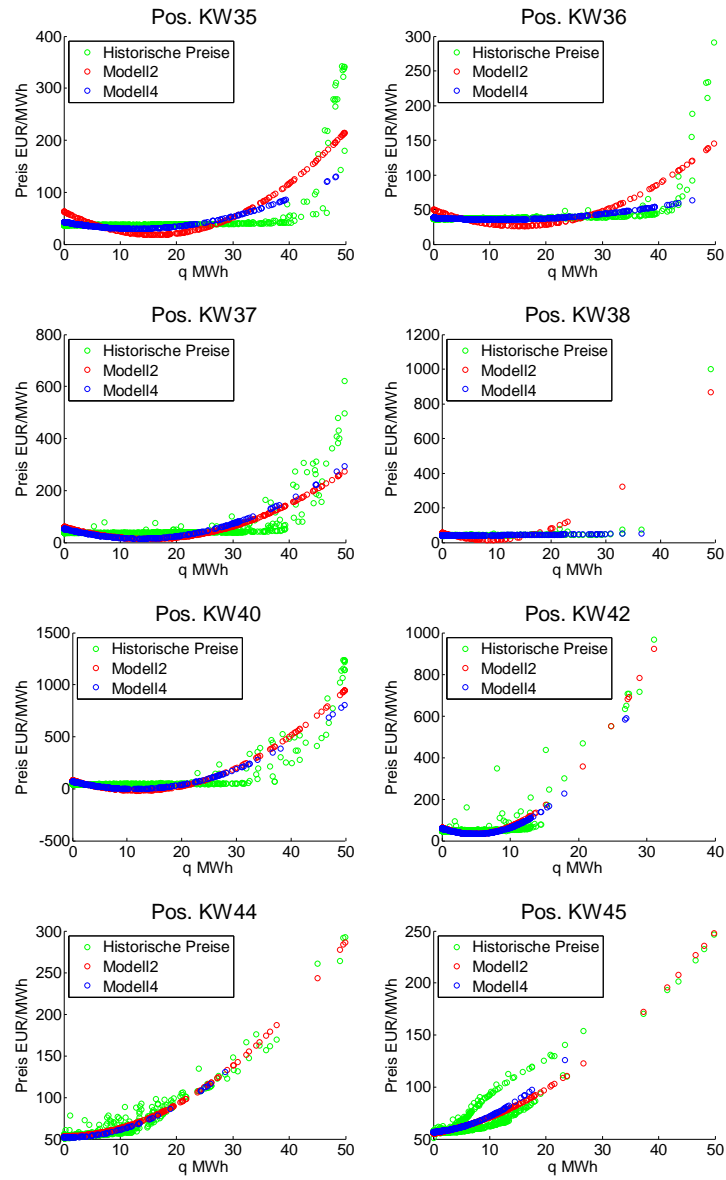 Pos. KW35
Preis EUR/MWh
400
300
200
100
0
Historische Preise
Modell2
Modell4
0 10 20 30 40 50
q MWh
Pos. KW36
Preis EUR/MWh
300
250
200
150
100
50
0
Historische Preise
Modell2
Modell4
0 10 20 30 40 50
q MWh
Pos. KW37
Preis EUR/MWh
800
600
400
200
0
Historische Preise
Modell2
Modell4
0 10 20 30 40 50
q MWh
Pos. KW38
Preis EUR/MWh
1200
1000
800
600
400
200
0
Historische Preise
Modell2
Modell4
0 10 20 30 40 50
q MWh
Pos. KW40
Preis EUR/MWh
1500
1000
500
0
-500
Historische Preise
Modell2
Modell4
0 10 20 30 40 50
q MWh
Pos. KW42
Preis EUR/MWh
1000
800
600
400
200
0
Historische Preise
Modell2
Modell4
0 10 20 30 40
q MWh
Pos. KW44
Preis EUR/MWh
300
250
200
150
100
50
Historische Preise
Modell2
Modell4
0 10 20 30 40 50
q MWh
Pos. KW45
Preis EUR/MWh
250
200
150
100
50
Historische Preise
Modell2
Modell4
0 10 20 30 40 50
q MWh